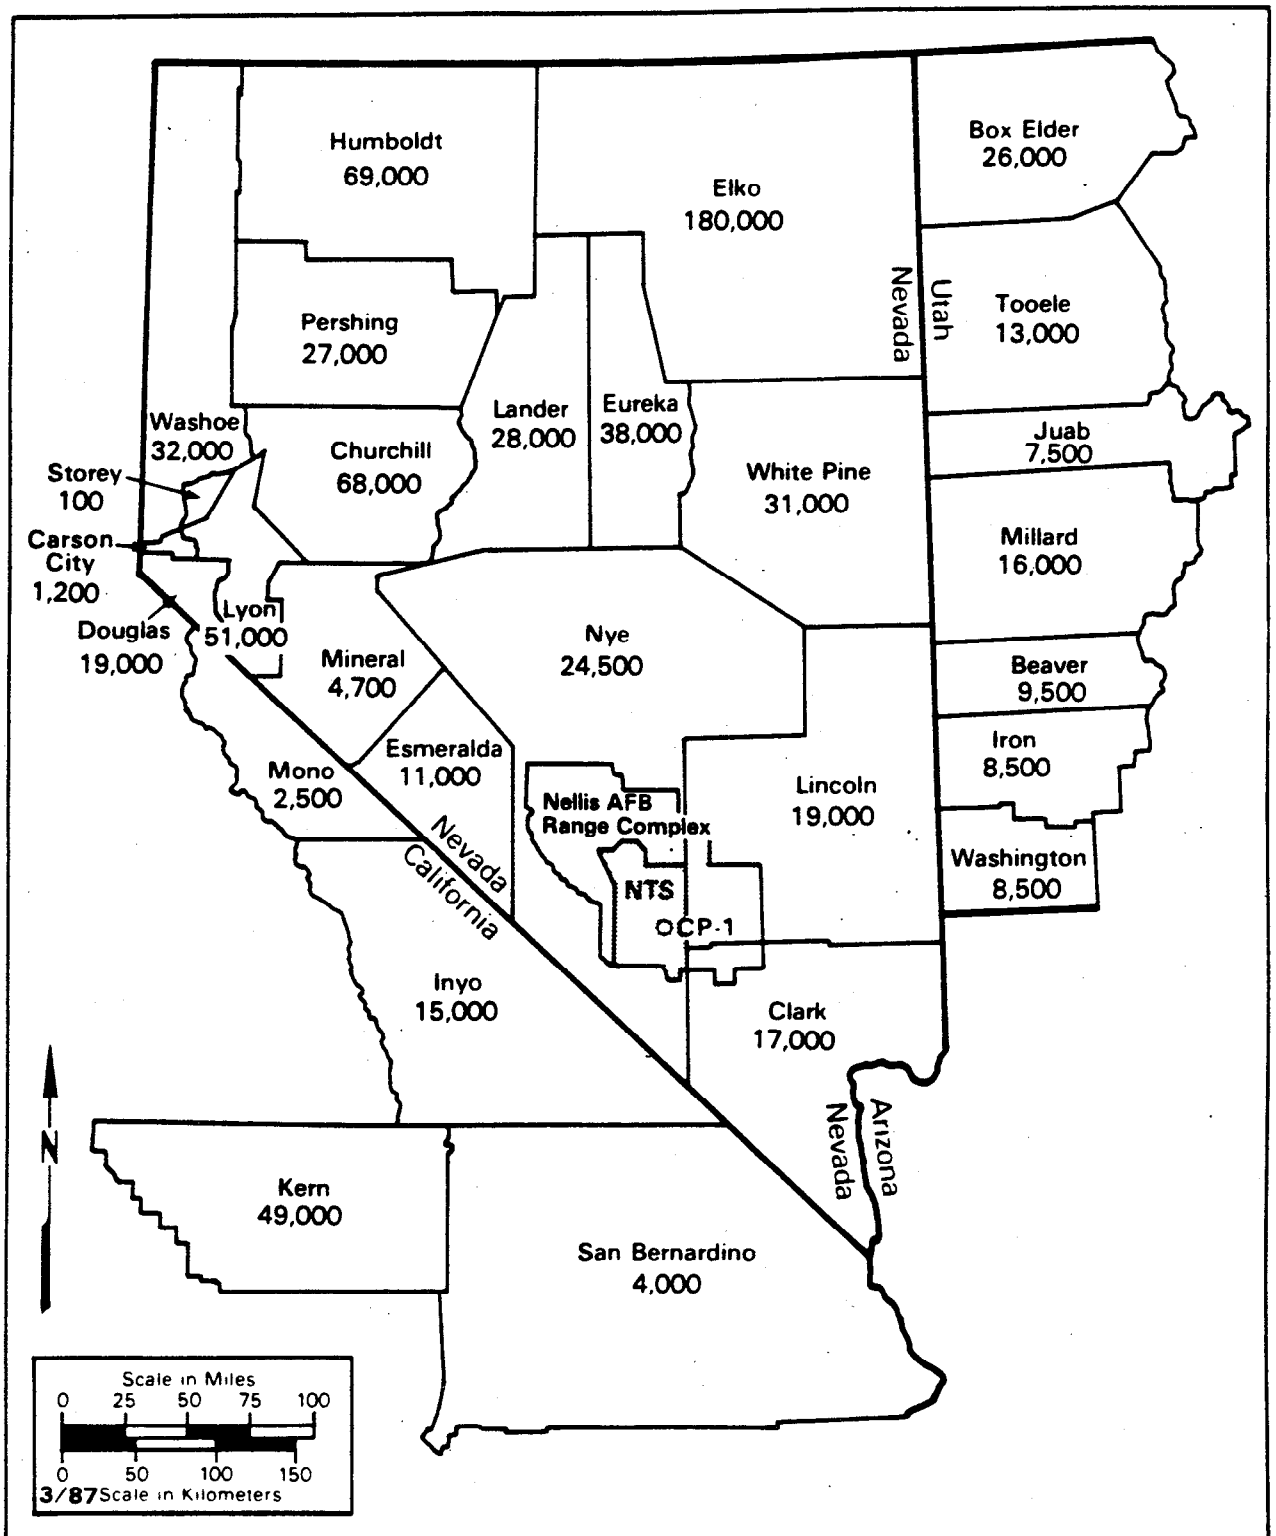 Humboldt
69,000
Elko
180,000
Box Elder
26,000
Nevada
Utah
Tooele
13,000
Pershing
27,000
Washoe
32,000
Churchill
68,000
Lander
28,000
Eureka
38,000
Juab
7,500
White Pine
31,000
Storey
100
Millard
16,000
Carson
City
1,200
Lyon
51,000
Douglas
19,000
Nye
24,500
Mineral
4,700
Beaver
9,500
Esmeralda
11,000
Iron
8,500
Mono
2,500
Lincoln
19,000
Nellis AFB
Range Complex
Nevada
California
Washington
8,500
NTS
CP-1
Inyo
15,000
Clark
17,000
N
Nevada
Arizona
Kern
49,000
San Bernardino
4,000
Scale in Miles
0 25 50 75 100
0 50 100 150
3/87 Scale in Kilometers